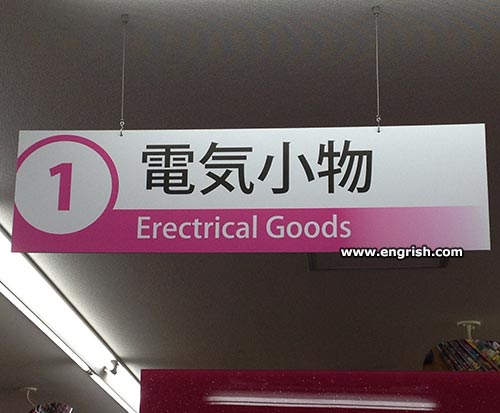 1
電気小物
Erectrical Goods
www.engrish.com